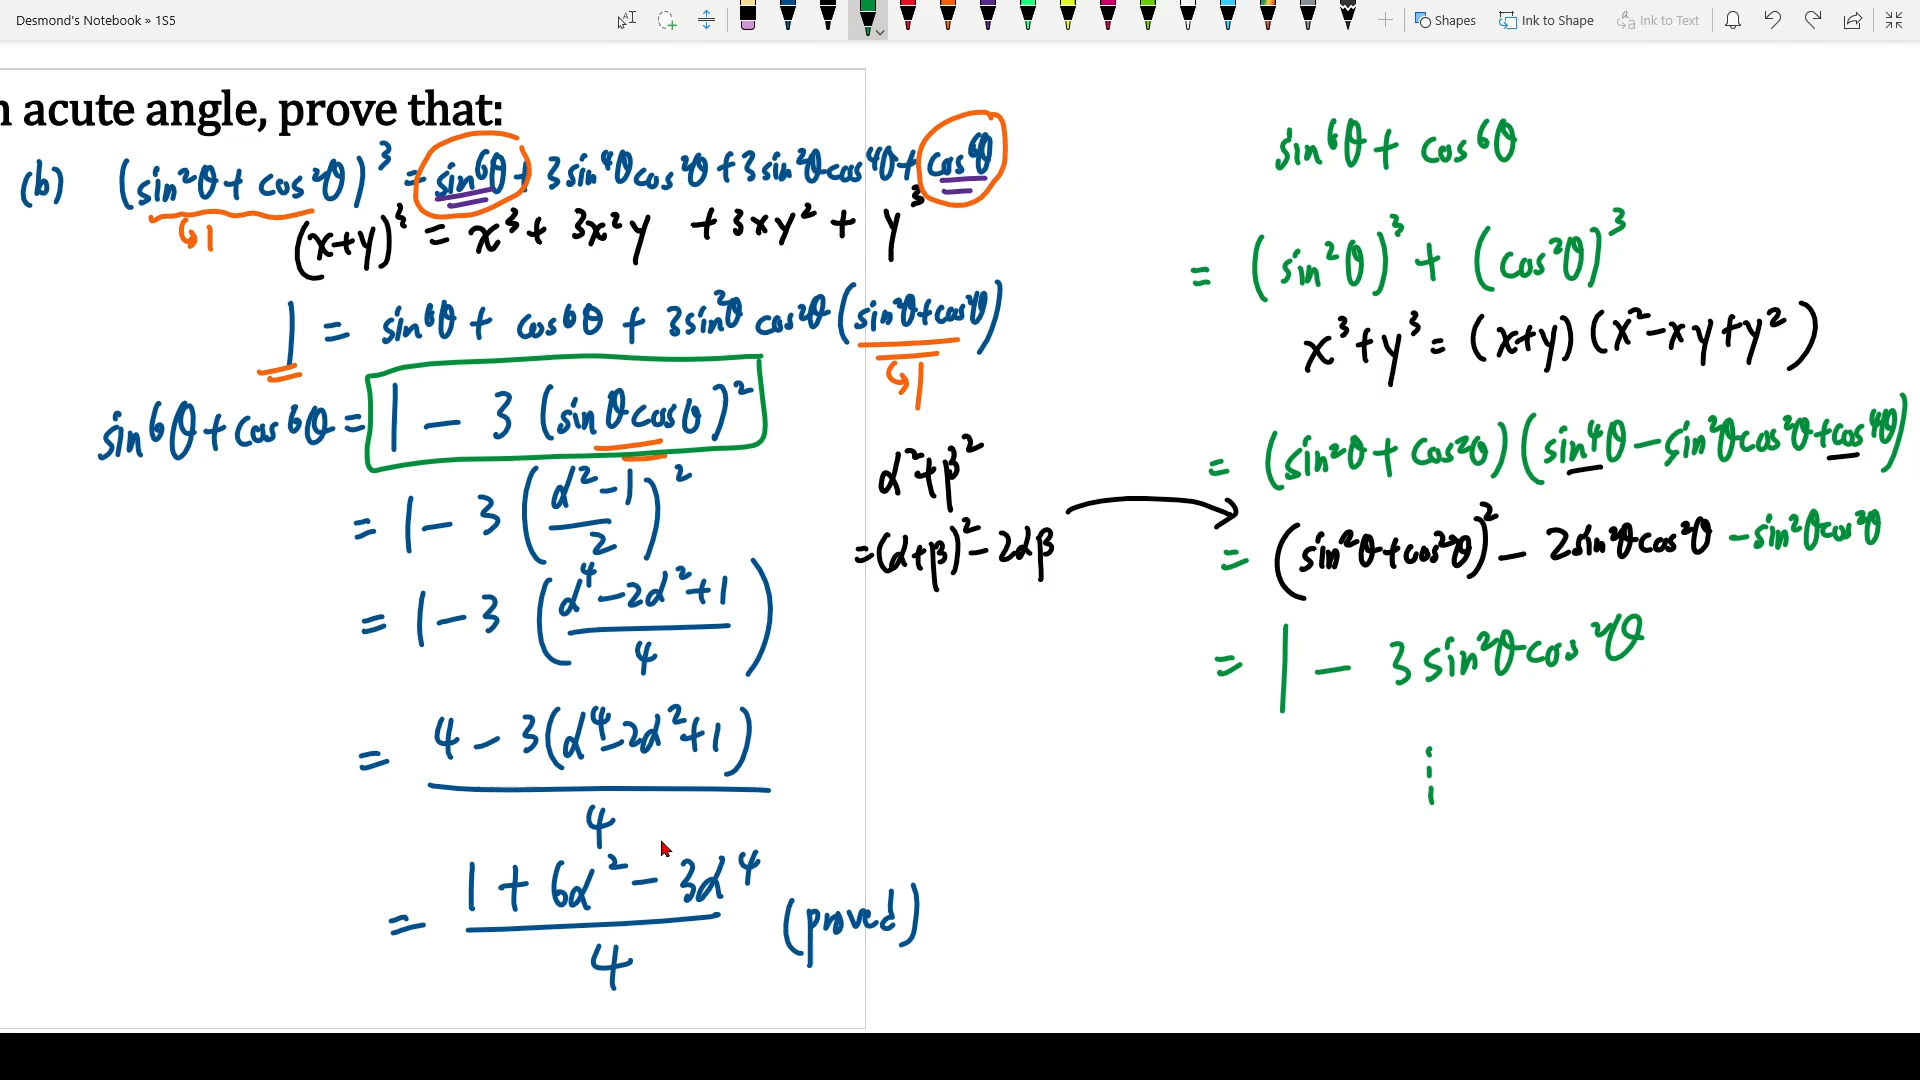 Desmond's Notebook » 1S5
Shapes Ink to Shape Ink to Text
n acute angle, prove that:
(b) (sin²θ + cos²θ)³ = sin⁶θ + 3sin⁴θcos²θ + 3sin²θcos⁴θ + cos⁶θ
↳ 1
(x+y)³ = x³ + 3x²y + 3xy² + y³
1 = sin⁶θ + cos⁶θ + 3sin²θ cos²θ (sin²θ+cos²θ)
↳ 1
sin⁶θ + cos⁶θ = 1 − 3 (sinθcosθ)²
= 1 − 3 ((α²−1)/2)²
= 1 − 3 ((α⁴−2α²+1)/4)
= (4 − 3(α⁴−2α²+1))/4
= (1 + 6α² − 3α⁴)/4 (proved)
α²+β²
=(α+β)² − 2αβ
sin⁶θ + cos⁶θ
= (sin²θ)³ + (cos²θ)³
x³+y³ = (x+y)(x²−xy+y²)
= (sin²θ + cos²θ)(sin⁴θ − sin²θcos²θ + cos⁴θ)
= (sin²θ+cos²θ)² − 2sin²θcos²θ − sin²θcos²θ
= 1 − 3sin²θcos²θ
⋮